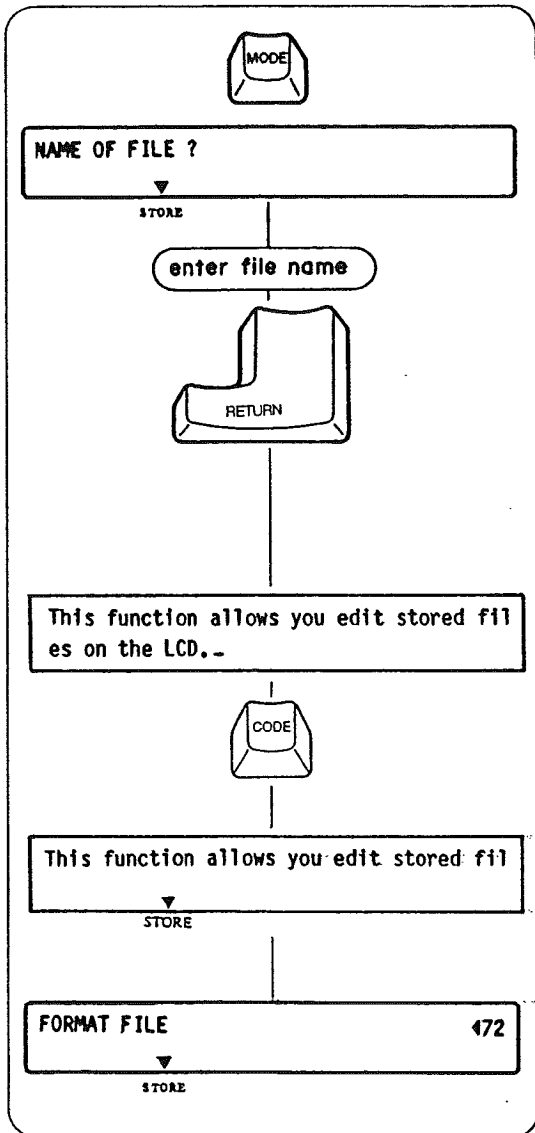 MODE
NAME OF FILE ?
STORE
enter file name
RETURN
This function allows you edit stored fil
es on the LCD._
CODE
This function allows you edit stored fil
STORE
FORMAT FILE 472
STORE